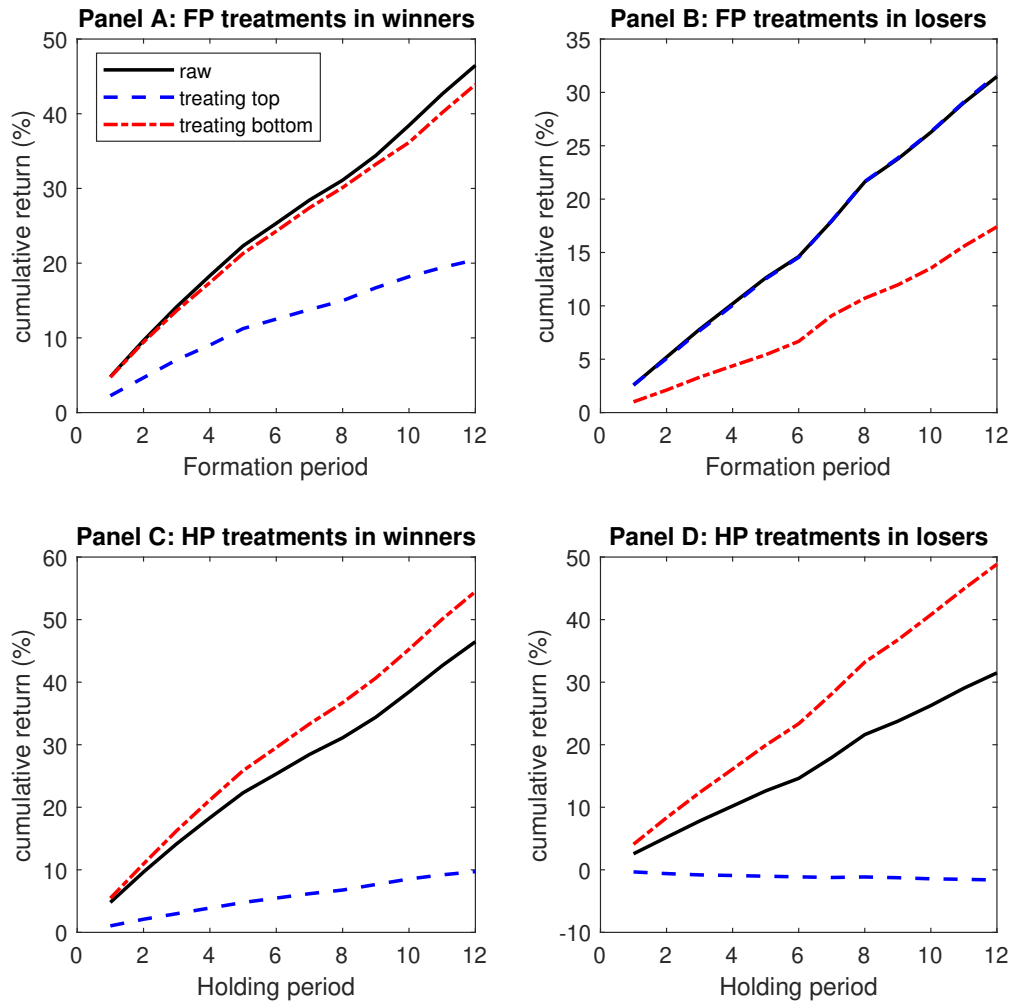 Panel A: FP treatments in winners
50
40
30
20
10
0
0 2 4 6 8 10 12
cumulative return (%)
Formation period
raw
treating top
treating bottom
Panel B: FP treatments in losers
35
30
25
20
15
10
5
0
0 2 4 6 8 10 12
cumulative return (%)
Formation period
Panel C: HP treatments in winners
60
50
40
30
20
10
0
0 2 4 6 8 10 12
cumulative return (%)
Holding period
Panel D: HP treatments in losers
50
40
30
20
10
0
-10
0 2 4 6 8 10 12
cumulative return (%)
Holding period